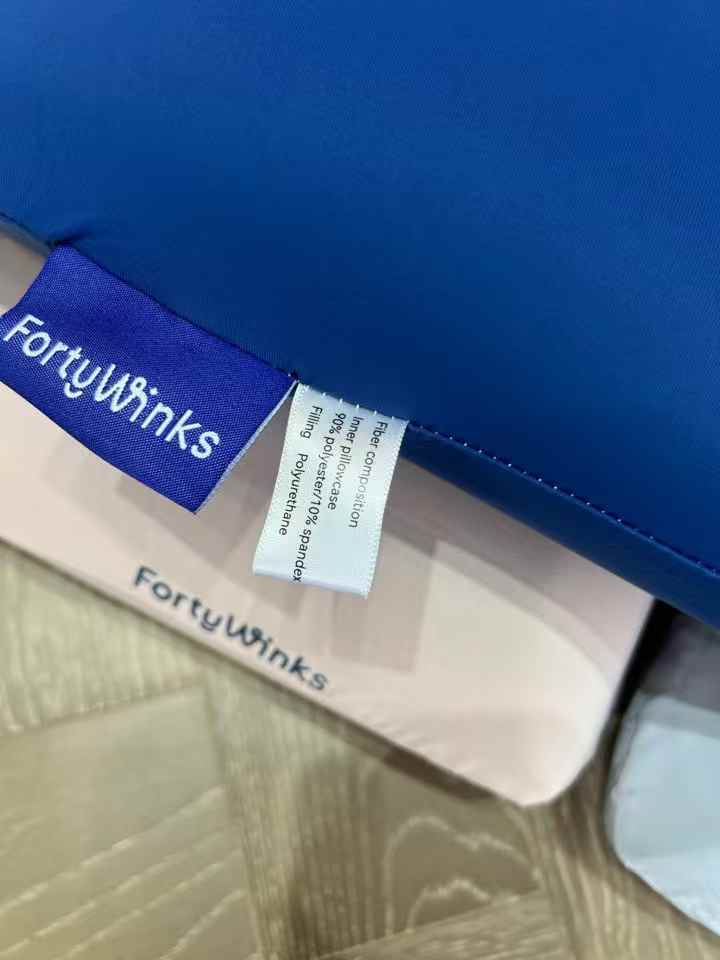 FortyWinks
Fiber composition
Inner pillowcase
90% polyester/10% spandex
Filling Polyurethane
FortyWinks